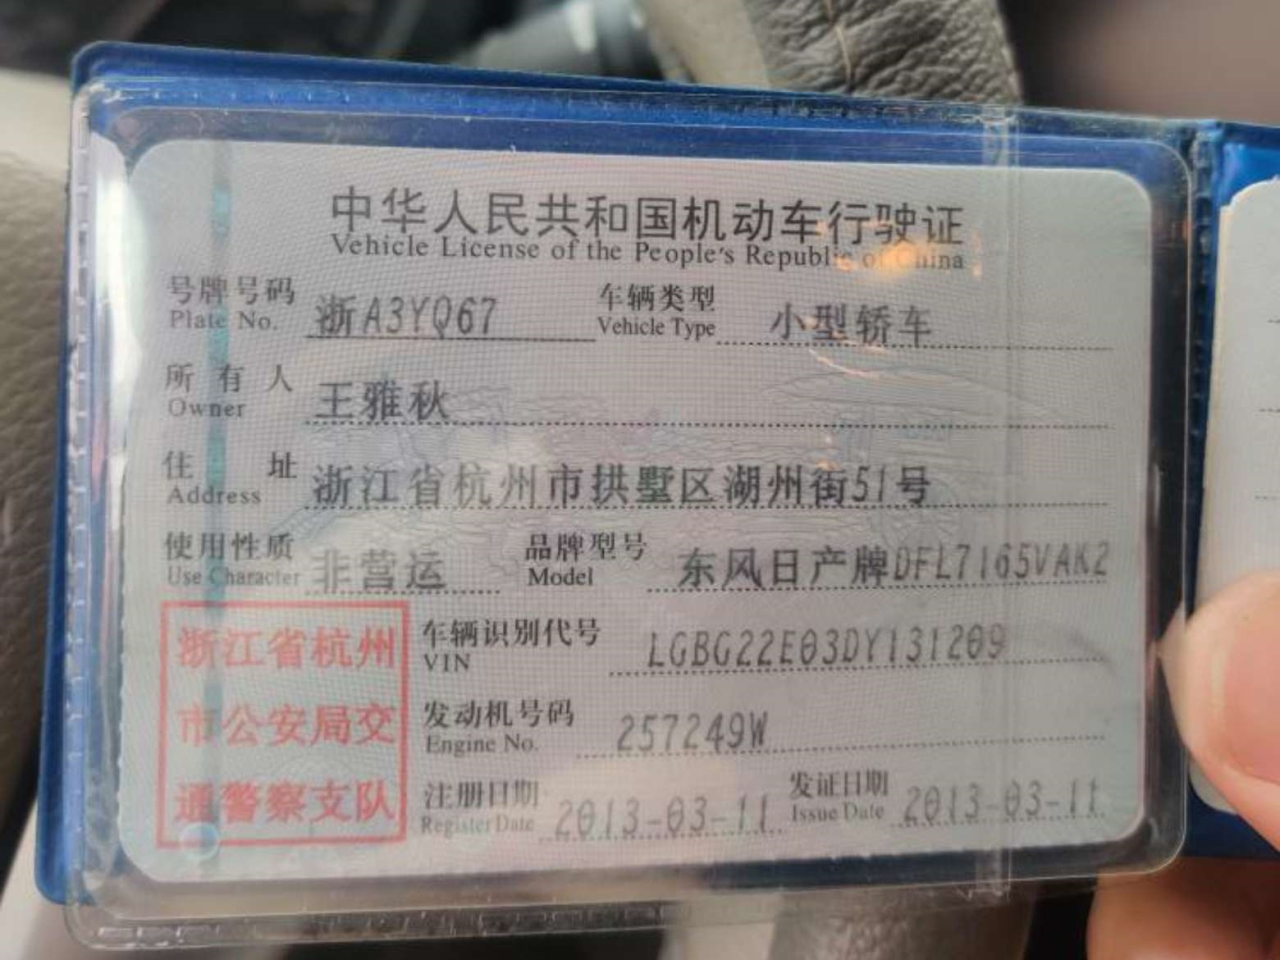 中华人民共和国机动车行驶证
Vehicle License of the People's Republic of China
号牌号码 浙A3YQ67 车辆类型 小型轿车
Plate No. Vehicle Type
所有人 王雅秋
Owner
住址 浙江省杭州市拱墅区湖州街51号
Address
使用性质 非营运 品牌型号 东风日产牌DFL7165VAK2
Use Character Model
浙江省杭州
市公安局交
通警察支队
车辆识别代号 LGBG22E03DY131209
VIN
发动机号码 257249W
Engine No.
注册日期 2013-03-11 发证日期 2013-03-11
Register Date Issue Date